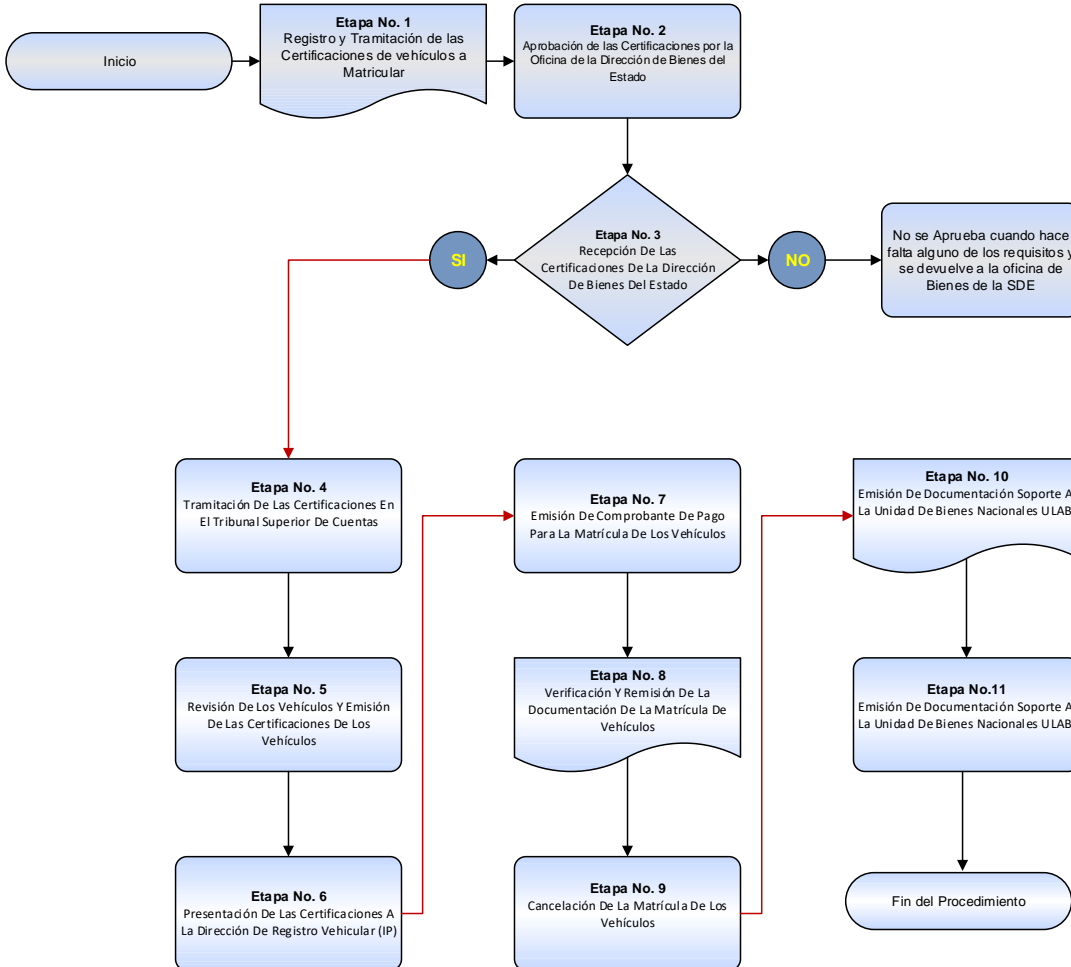 Inicio
Etapa No. 1
Registro y Tramitación de las
Certificaciones de vehículos a
Matricular
Etapa No. 2
Aprobación de las Certificaciones por la
Oficina de la Dirección de Bienes del
Estado
Etapa No. 3
Recepción De Las
Certificaciones De La Dirección
De Bienes Del Estado
SI
NO
No se Aprueba cuando hace
falta alguno de los requisitos y
se devuelve a la oficina de
Bienes de la SDE
Etapa No. 4
Tramitación De Las Certificaciones En
El Tribunal Superior De Cuentas
Etapa No. 5
Revisión De Los Vehículos Y Emisión
De Las Certificaciones De Los
Vehículos
Etapa No. 6
Presentación De Las Certificaciones A
La Dirección De Registro Vehicular (IP)
Etapa No. 7
Emisión De Comprobante De Pago
Para La Matrícula De Los Vehículos
Etapa No. 8
Verificación Y Remisión De La
Documentación De La Matrícula De
Vehículos
Etapa No. 9
Cancelación De La Matrícula De Los
Vehículos
Etapa No. 10
Emisión De Documentación Soporte A
La Unidad De Bienes Nacionales ULAB
Etapa No.11
Emisión De Documentación Soporte A
La Unidad De Bienes Nacionales ULAB
Fin del Procedimiento